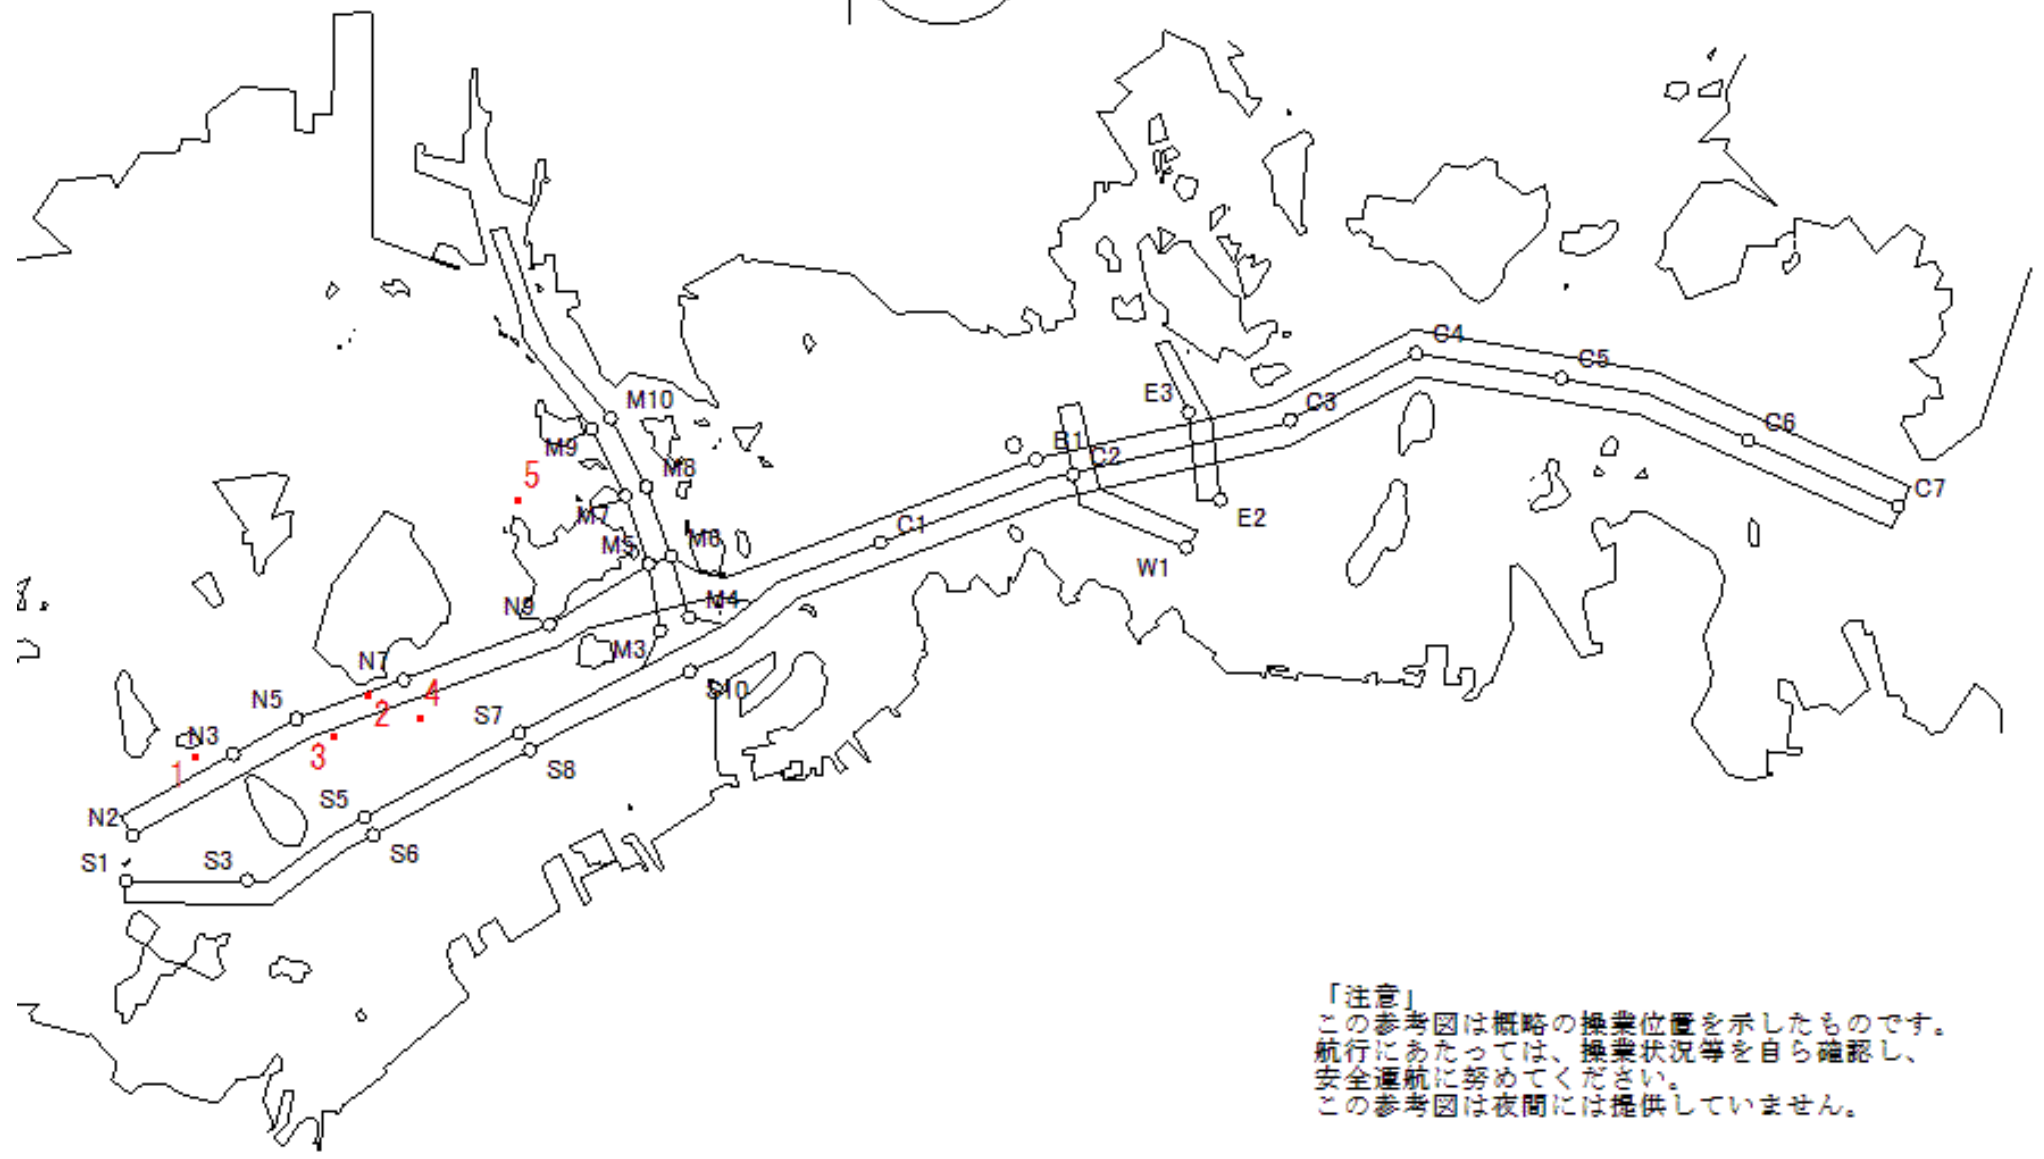 C4
C5
M10
E3
C3
C6
M9
B1
C2
M8
5
C7
M7
E2
C1
M5
M6
W1
N9
M4
M3
N7
S10
N5
4
2
S7
N3
3
1
S8
S5
N2
S6
S1
S3
「注意」
この参考図は概略の操業位置を示したものです。
航行にあたっては、操業状況等を自ら確認し、
安全運航に努めてください。
この参考図は夜間には提供していません。